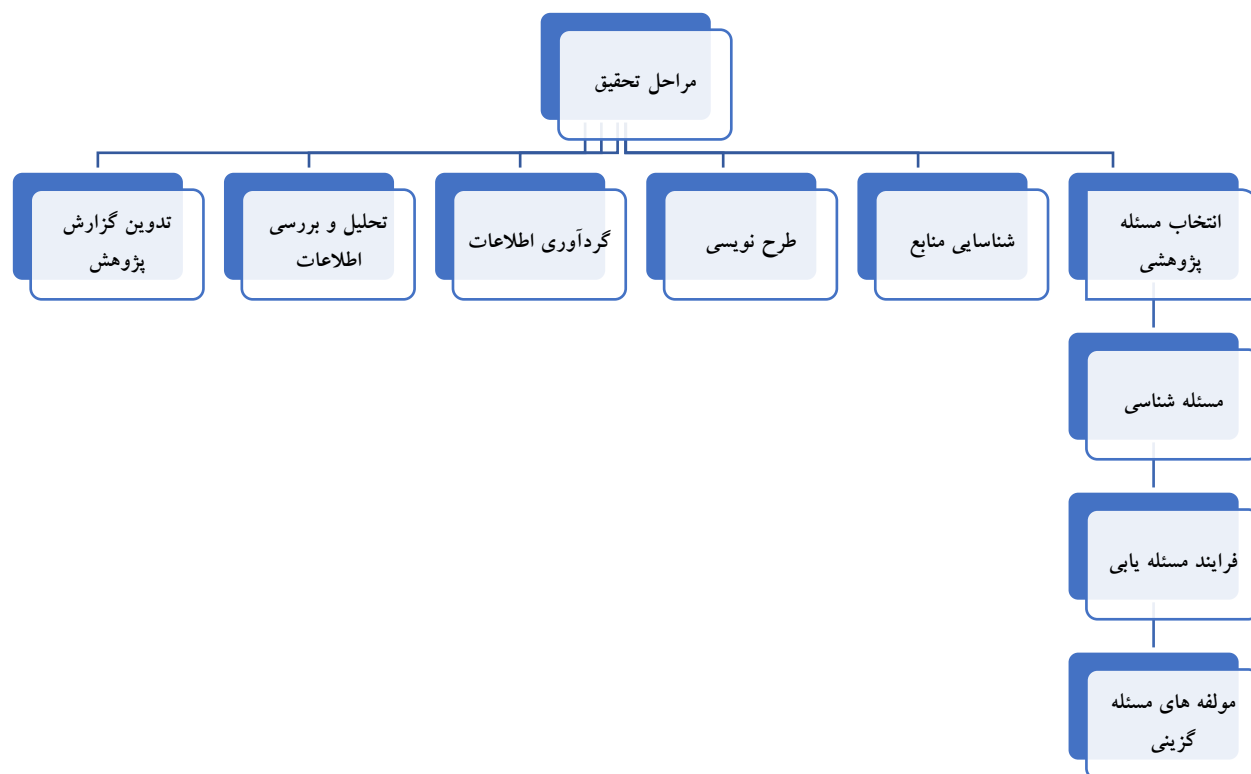 مراحل تحقیق
انتخاب مسئله
پژوهشی
شناسایی منابع
طرح نویسی
گردآوری اطلاعات
تحلیل و بررسی
اطلاعات
تدوین گزارش
پژوهش
مسئله شناسی
فرایند مسئله یابی
مولفه های مسئله
گزینی